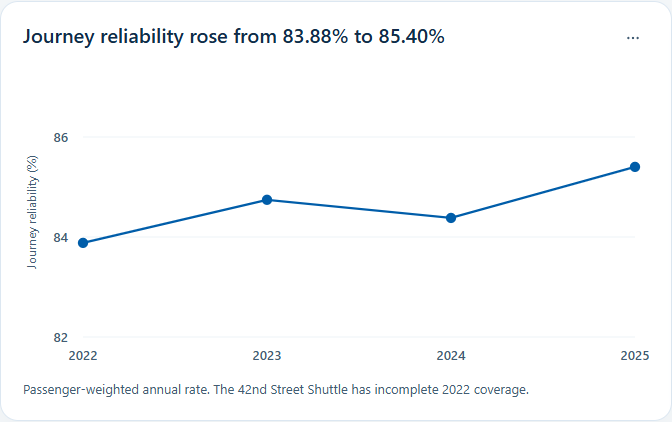 Journey reliability rose from 83.88% to 85.40%
...
86
Journey reliability (%)
84
82
2022 2023 2024 2025
Passenger-weighted annual rate. The 42nd Street Shuttle has incomplete 2022 coverage.